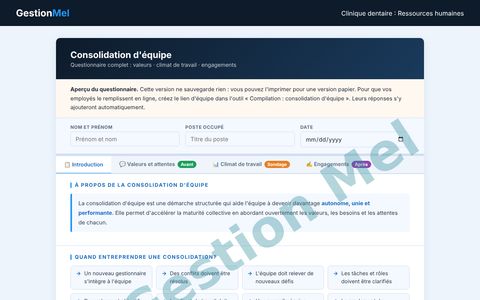 GestionMel
Clinique dentaire : Ressources humaines
Consolidation d'équipe
Questionnaire complet : valeurs · climat de travail · engagements
Aperçu du questionnaire. Cette version ne sauvegarde rien : vous pouvez l'imprimer pour une version papier. Pour que vos
employés le remplissent en ligne, créez le lien d'équipe dans l'outil « Compilation : consolidation d'équipe ». Leurs réponses s'y
ajouteront automatiquement.
NOM ET PRÉNOM
POSTE OCCUPÉ
DATE
Prénom et nom
Titre du poste
mm/dd/yyyy
Introduction
Valeurs et attentes Avant
Climat de travail Sondage
Engagements Après
À PROPOS DE LA CONSOLIDATION D'ÉQUIPE
La consolidation d'équipe est une démarche structurée qui aide l'équipe à devenir davantage autonome, unie et
performante. Elle permet d'accélérer la maturité collective en abordant ouvertement les valeurs, les besoins et les attentes
de chacun.
QUAND ENTREPRENDRE UNE CONSOLIDATION?
→ Un nouveau gestionnaire
s'intègre à l'équipe
→ Des conflits doivent être
résolus
→ L'équipe doit relever de
nouveaux défis
→ Les tâches et rôles
doivent être clarifiés
Gestion Mel